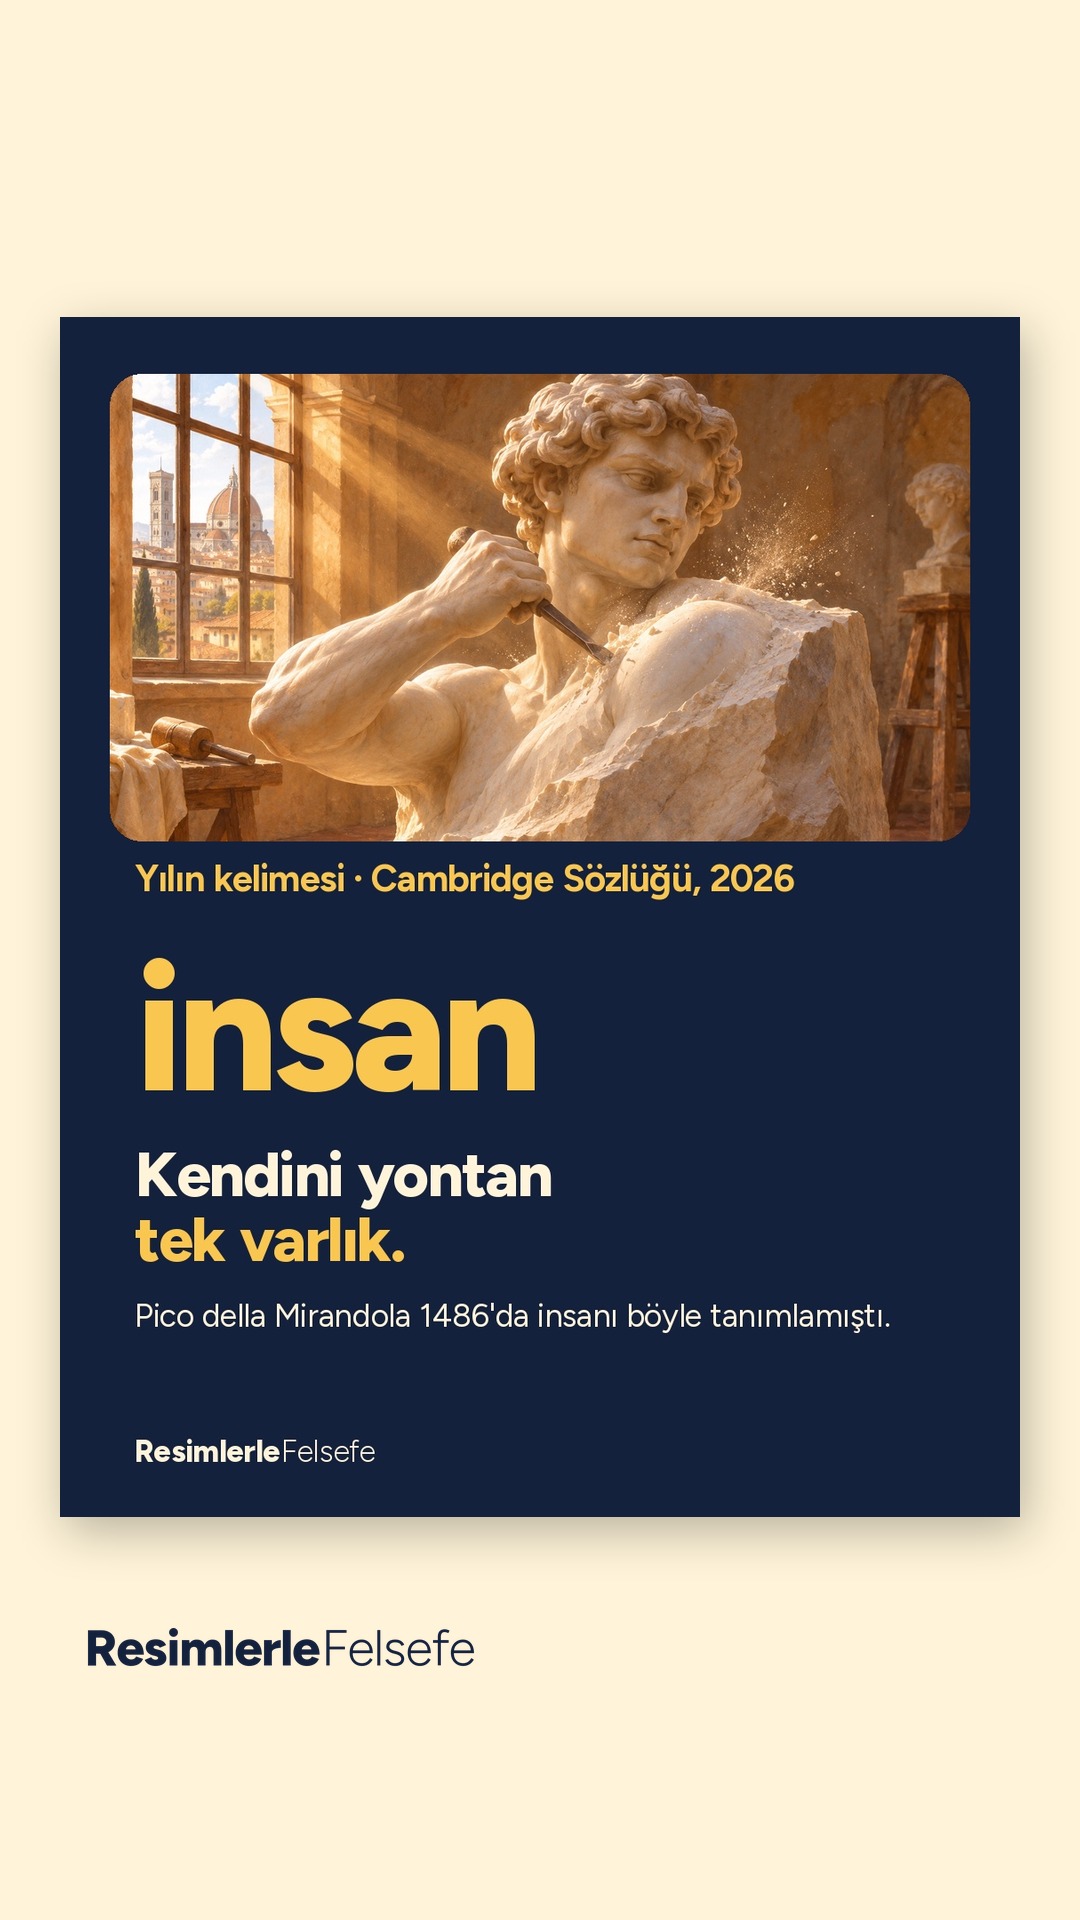 Yılın kelimesi · Cambridge Sözlüğü, 2026
insan
Kendini yontan
tek varlık.
Pico della Mirandola 1486'da insanı böyle tanımlamıştı.
ResimlerleFelsefe
ResimlerleFelsefe